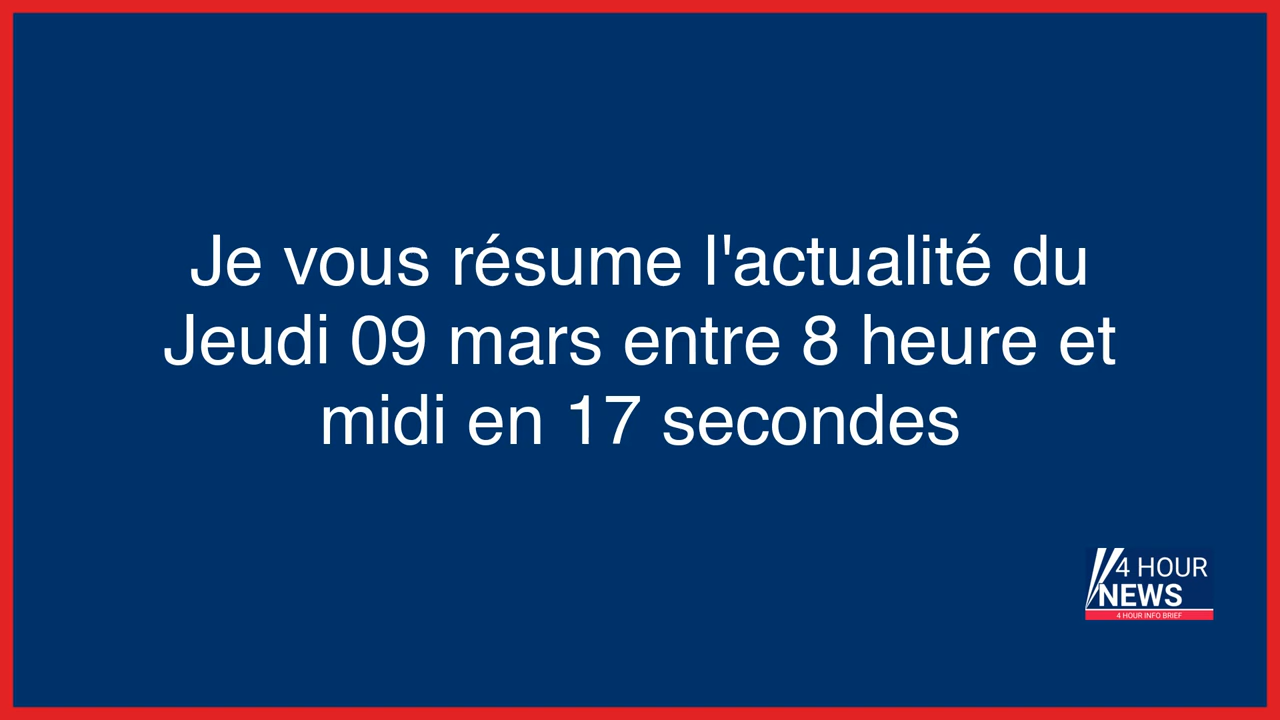 Je vous résume l'actualité du
Jeudi 09 mars entre 8 heure et
midi en 17 secondes
4 HOUR
NEWS
4 HOUR INFO BRIEF